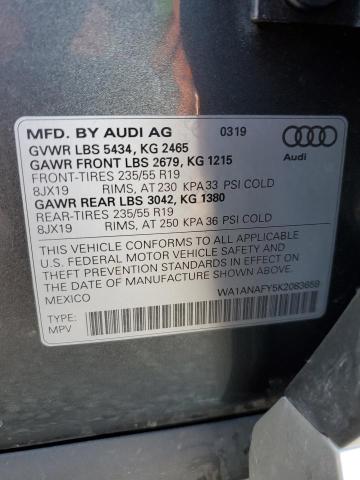 MFD. BY AUDI AG 0319
GVWR LBS 5434, KG 2465
GAWR FRONT LBS 2679, KG 1215
FRONT-TIRES 235/55 R19
8JX19 RIMS, AT 230 KPA 33 PSI COLD
GAWR REAR LBS 3042, KG 1380
REAR-TIRES 235/55 R19
8JX19 RIMS, AT 250 KPA 36 PSI COLD
Audi
THIS VEHICLE CONFORMS TO ALL APPLICABLE
U.S. FEDERAL MOTOR VEHICLE SAFETY AND
THEFT PREVENTION STANDARDS IN EFFECT ON
THE DATE OF MANUFACTURE SHOWN ABOVE.
MEXICO
WA1ANAFY5K2083659
TYPE:
MPV